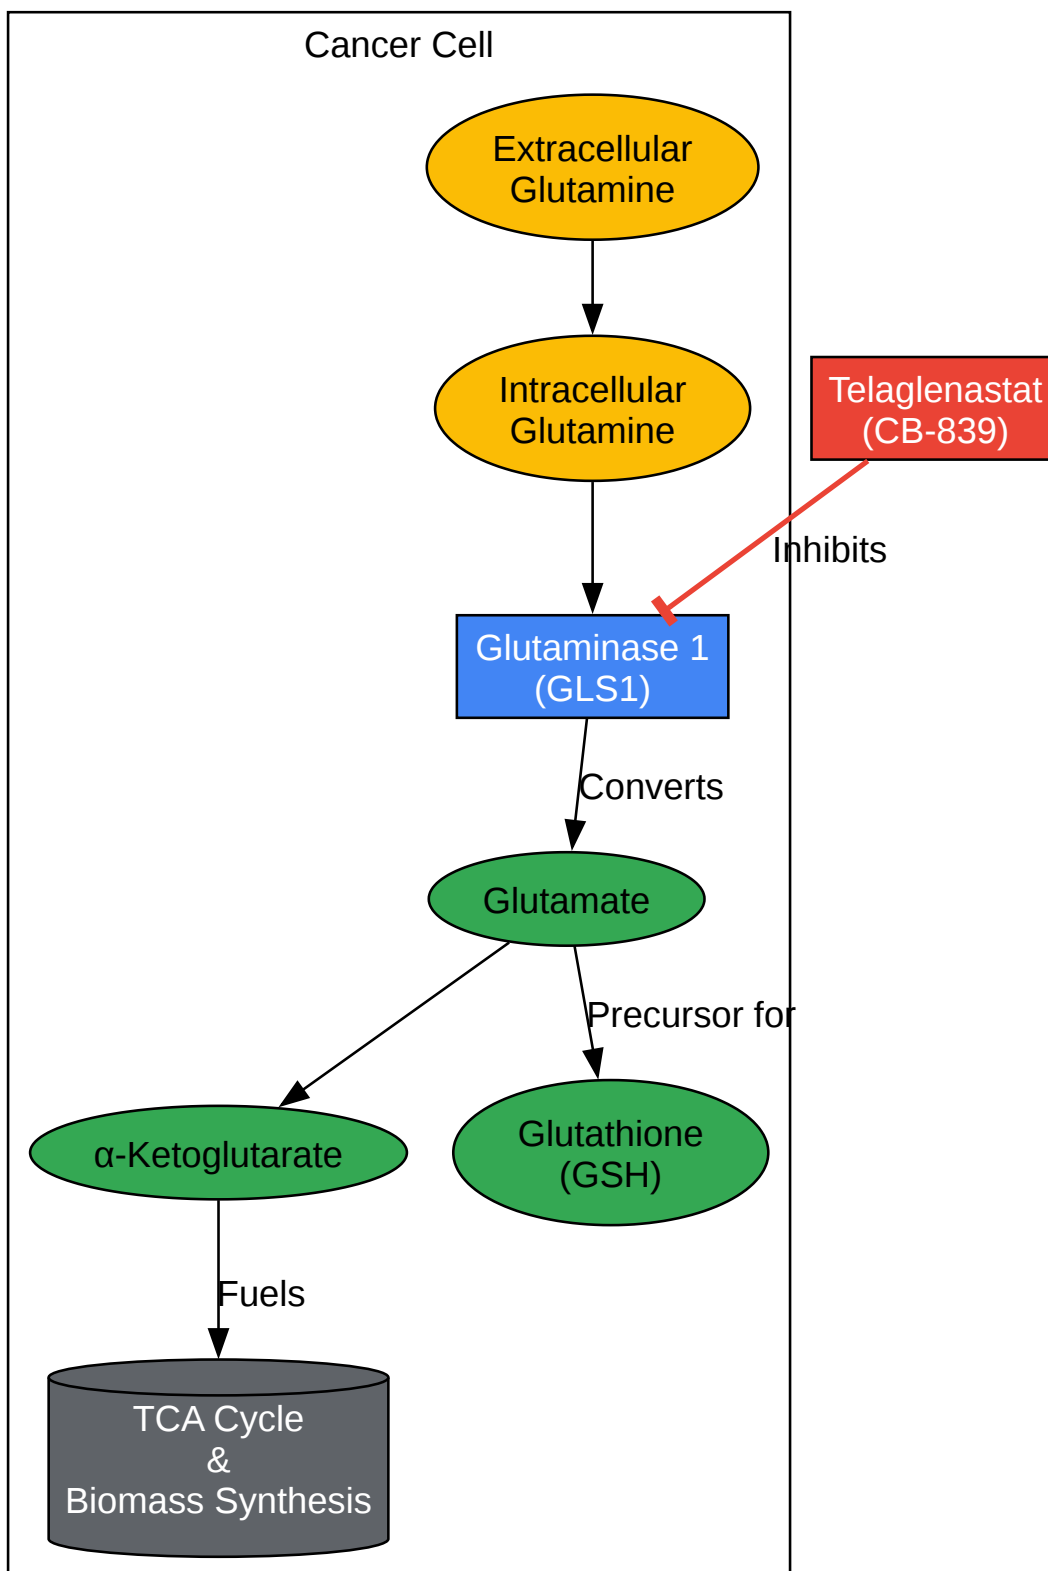 Cancer Cell
Extracellular
Glutamine
Intracellular
Glutamine
Telaglenastat
(CB-839)
Inhibits
Glutaminase 1
(GLS1)
Converts
Glutamate
Precursor for
α-Ketoglutarate
Glutathione
(GSH)
Fuels
TCA Cycle
&
Biomass Synthesis